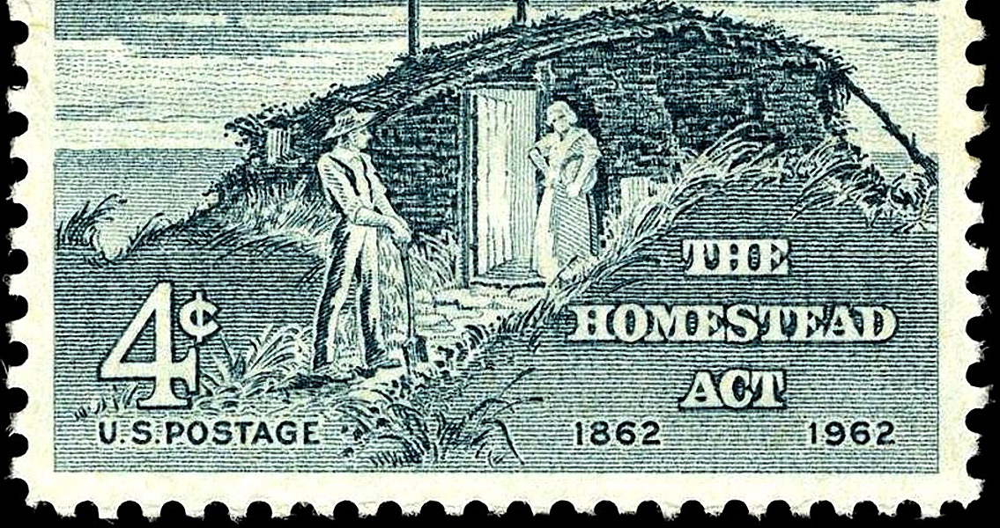 THE
HOMESTEAD
ACT
4¢
U.S.POSTAGE
1862 1962